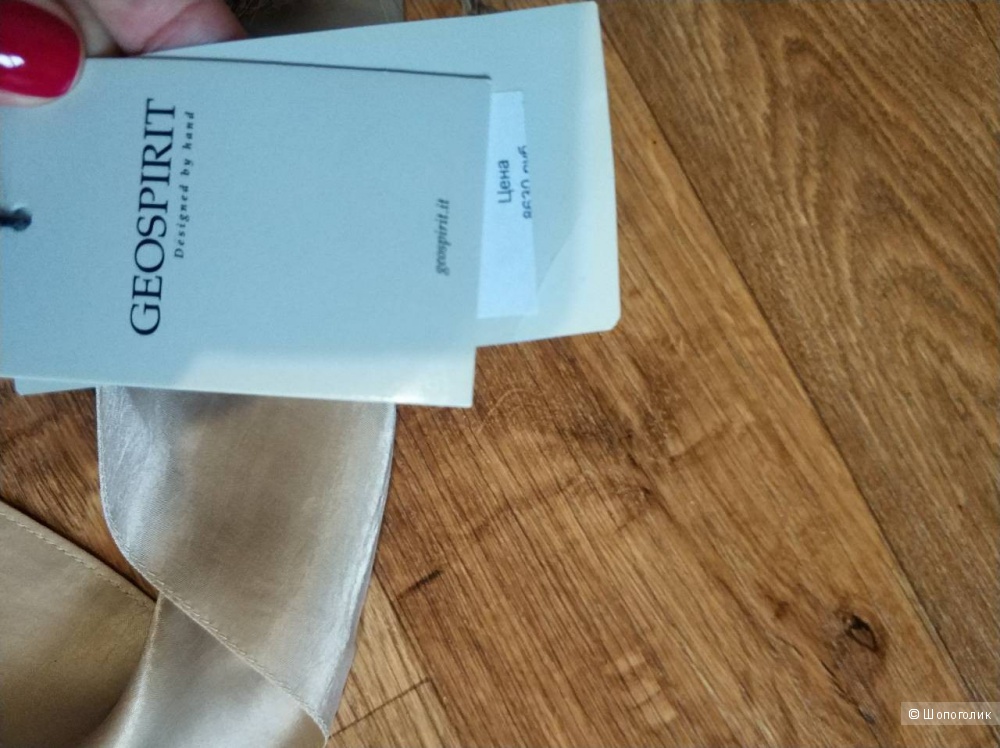 GEOSPIRIT
Designed by hand
geospirit.it
Цена
© Шопоголик